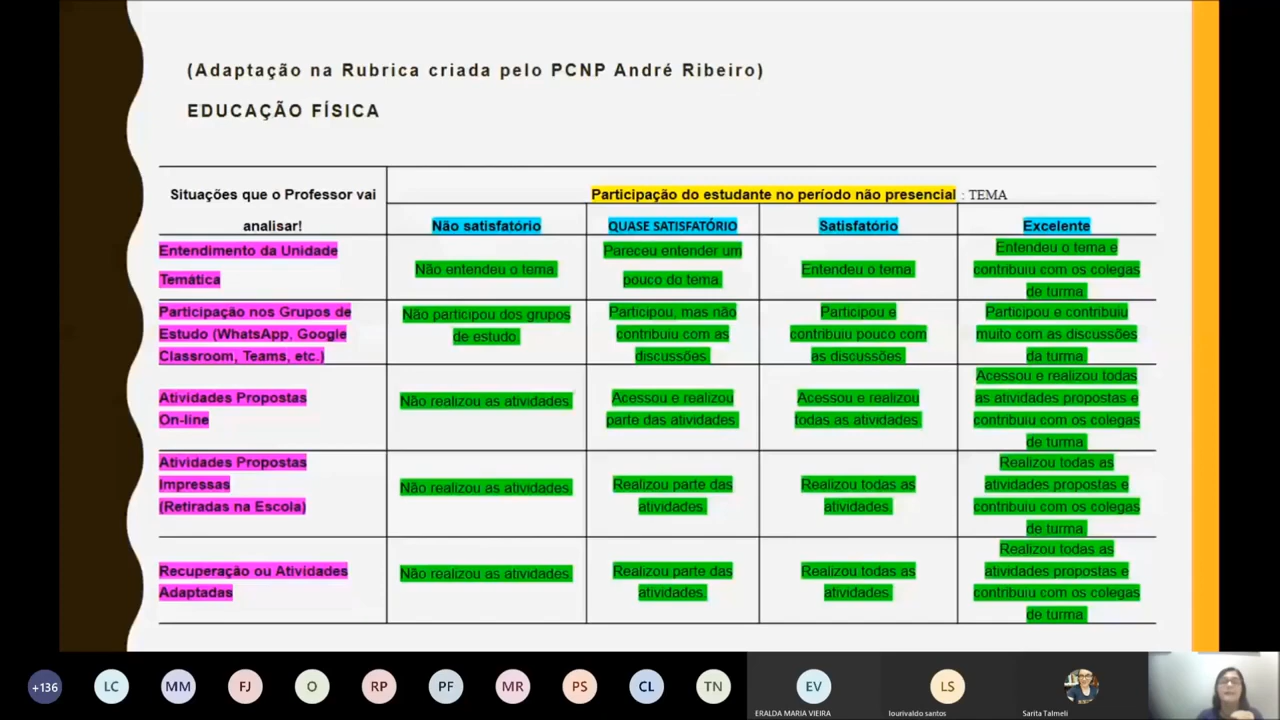 (Adaptação na Rubrica criada pelo PCNP André Ribeiro)
EDUCAÇÃO FÍSICA
Situações que o Professor vai
analisar!
Participação do estudante no período não presencial : TEMA
Não satisfatório
QUASE SATISFATÓRIO
Satisfatório
Excelente
Entendimento da Unidade
Temática
Não entendeu o tema.
Pareceu entender um
pouco do tema.
Entendeu o tema.
Entendeu o tema e
contribuiu com os colegas
de turma.
Participação nos Grupos de
Estudo (WhatsApp, Google
Classroom, Teams, etc.)
Não participou dos grupos
de estudo.
Participou, mas não
contribuiu com as
discussões.
Participou e
contribuiu pouco com
as discussões.
Participou e contribuiu
muito com as discussões
da turma.
Atividades Propostas
On-line
Não realizou as atividades.
Acessou e realizou
parte das atividades.
Acessou e realizou
todas as atividades.
Acessou e realizou todas
as atividades propostas e
contribuiu com os colegas
de turma.
Atividades Propostas
Impressas
(Retiradas na Escola)
Não realizou as atividades.
Realizou parte das
atividades.
Realizou todas as
atividades.
Realizou todas as
atividades propostas e
contribuiu com os colegas
de turma.
Recuperação ou Atividades
Adaptadas
Não realizou as atividades.
Realizou parte das
atividades.
Realizou todas as
atividades.
Realizou todas as
atividades propostas e
contribuiu com os colegas
de turma.
+136
LC
MM
FJ
O
RP
PF
MR
PS
CL
TN
EV
LS
ERALDA MARIA VIEIRA
lourivaldo santos
Sarita Talmeli